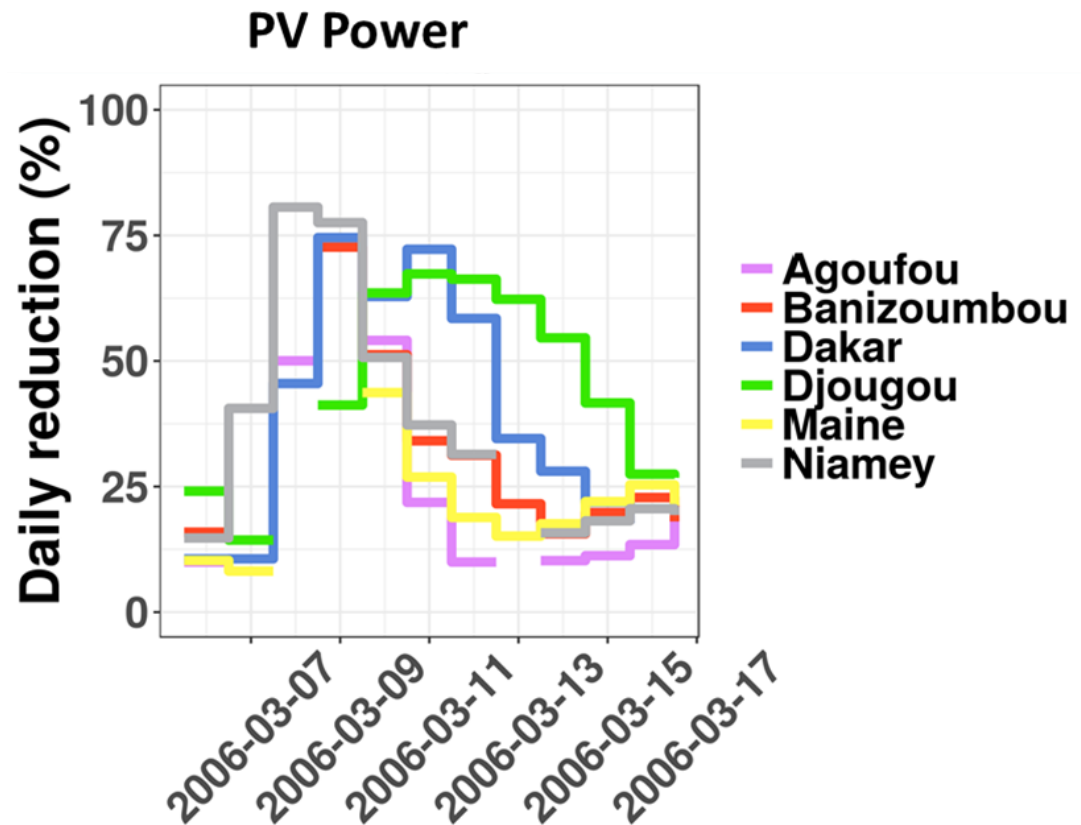 PV Power
Daily reduction (%)
100
75
50
25
0
2006-03-07
2006-03-09
2006-03-11
2006-03-13
2006-03-15
2006-03-17
Agoufou
Banizoumbou
Dakar
Djougou
Maine
Niamey